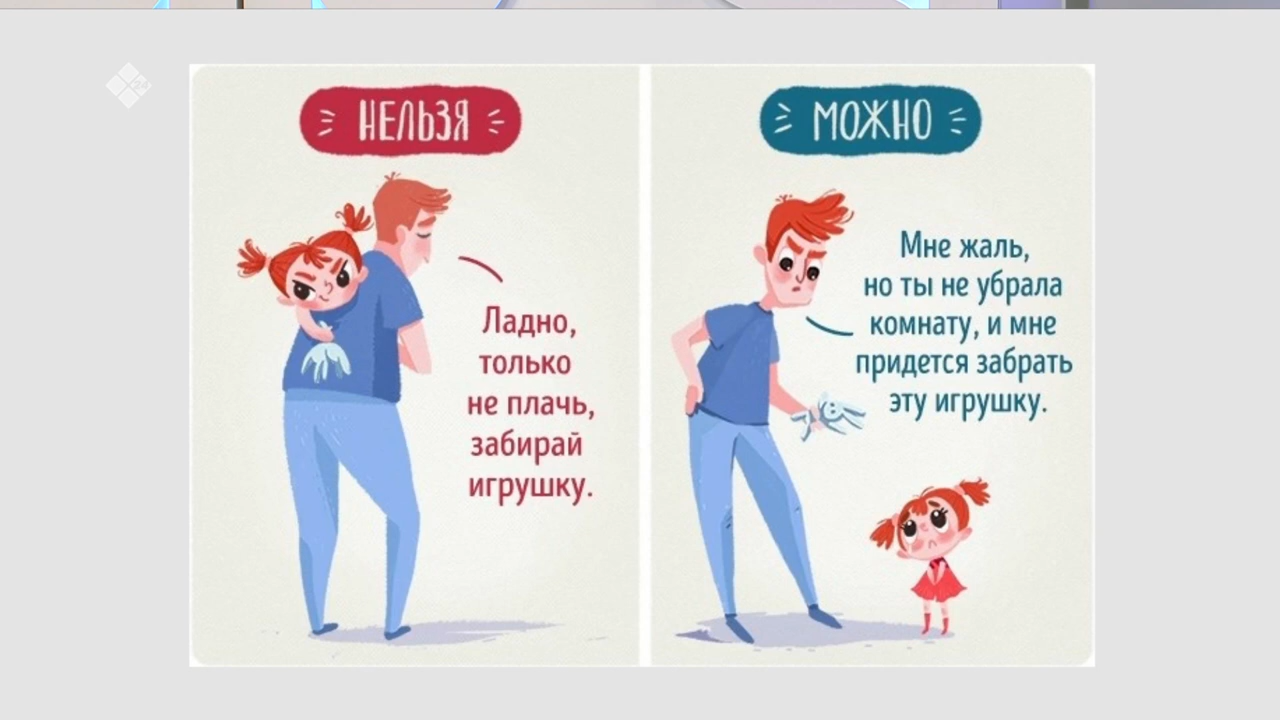 НЕЛЬЗЯ
Ладно,
только
не плачь,
забирай
игрушку.
МОЖНО
Мне жаль,
но ты не убрала
комнату, и мне
придется забрать
эту игрушку.